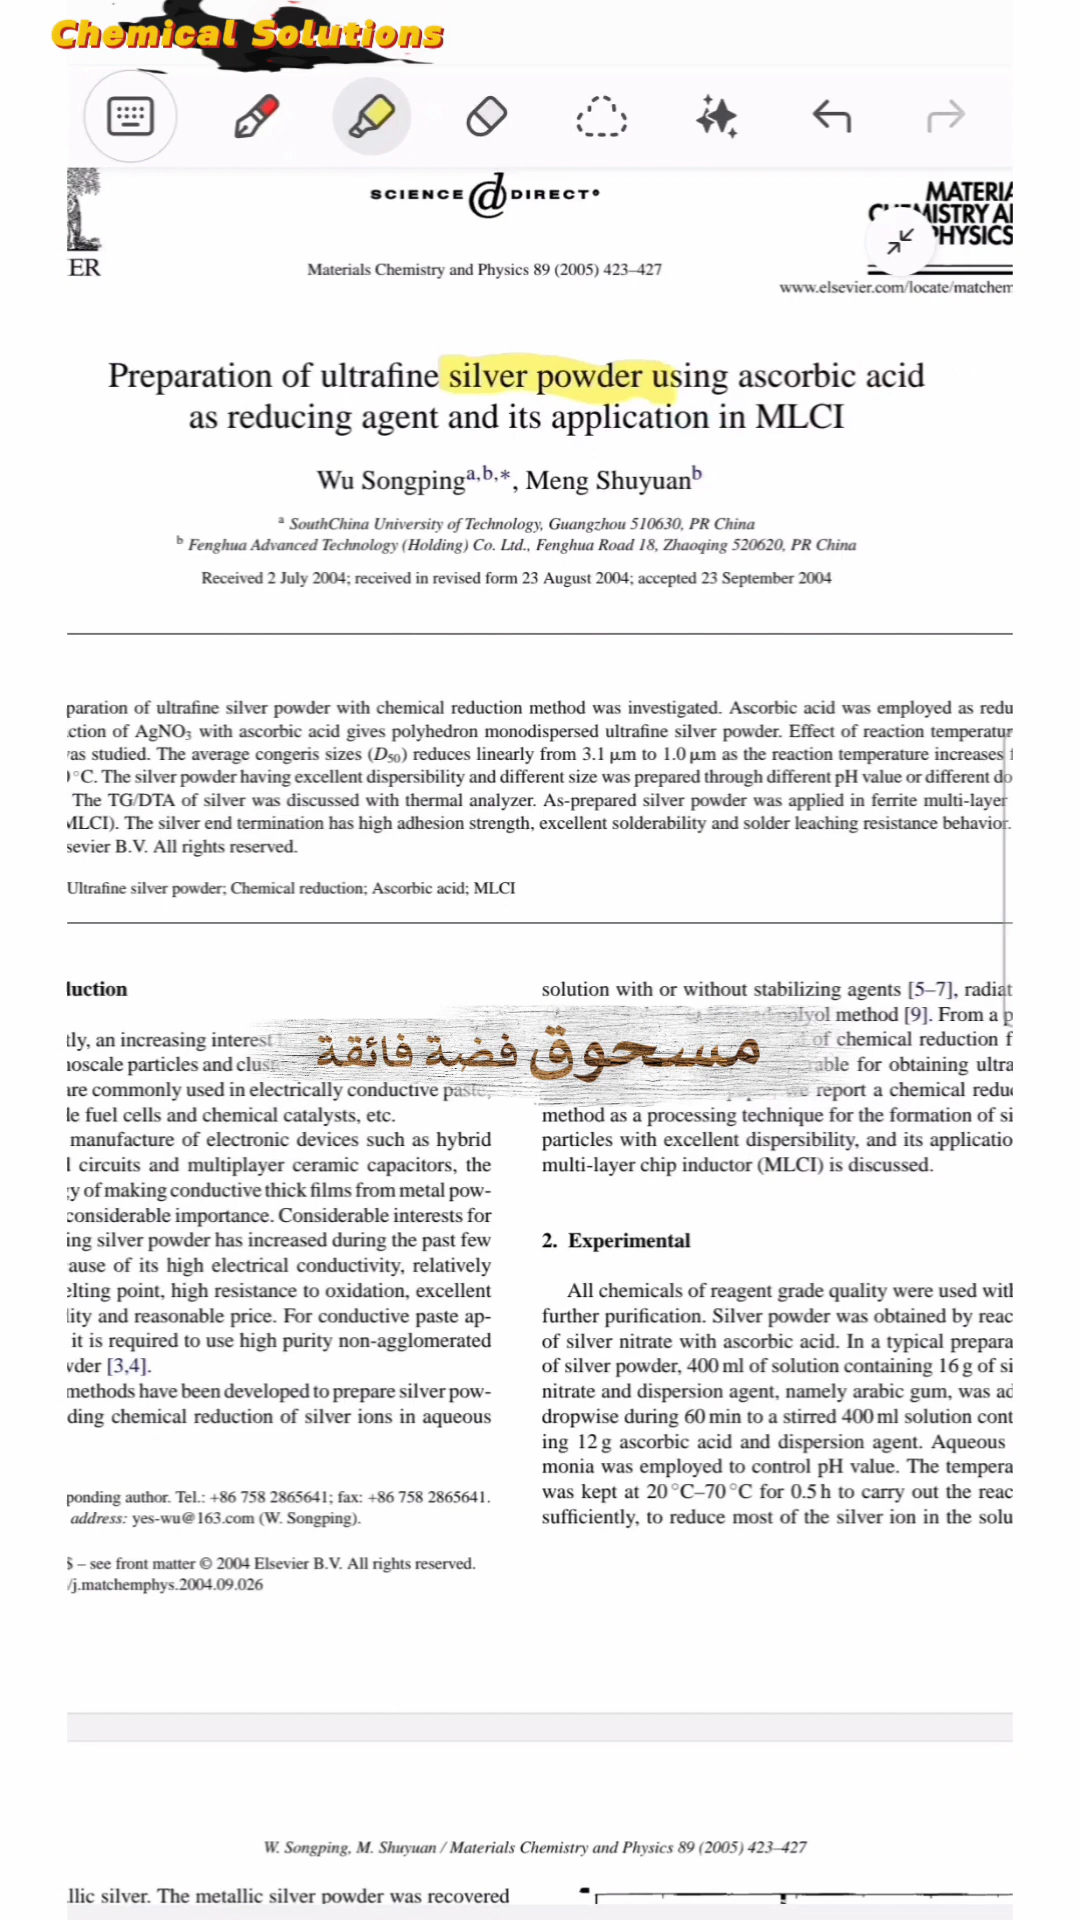 Chemical Solutions
SCIENCE DIRECT®
MATERIA
MISTRY A
PHYSICS
ER
Materials Chemistry and Physics 89 (2005) 423–427
www.elsevier.com/locate/matchem
Preparation of ultrafine silver powder using ascorbic acid
as reducing agent and its application in MLCI
Wu Songping a,b,*, Meng Shuyuan b
a SouthChina University of Technology, Guangzhou 510630, PR China
b Fenghua Advanced Technology (Holding) Co. Ltd., Fenghua Road 18, Zhaoqing 520620, PR China
Received 2 July 2004; received in revised form 23 August 2004; accepted 23 September 2004
paration of ultrafine silver powder with chemical reduction method was investigated. Ascorbic acid was employed as redu
ction of AgNO3 with ascorbic acid gives polyhedron monodispersed ultrafine silver powder. Effect of reaction temperatur
as studied. The average congeris sizes (D50) reduces linearly from 3.1 μm to 1.0 μm as the reaction temperature increases
°C. The silver powder having excellent dispersibility and different size was prepared through different pH value or different do
The TG/DTA of silver was discussed with thermal analyzer. As-prepared silver powder was applied in ferrite multi-layer
MLCI). The silver end termination has high adhesion strength, excellent solderability and solder leaching resistance behavior.
sevier B.V. All rights reserved.
Ultrafine silver powder; Chemical reduction; Ascorbic acid; MLCI
duction
tly, an increasing interest
noscale particles and clus
are commonly used in electrically conductive paste,
le fuel cells and chemical catalysts, etc.
manufacture of electronic devices such as hybrid
l circuits and multiplayer ceramic capacitors, the
y of making conductive thick films from metal pow-
considerable importance. Considerable interests for
ing silver powder has increased during the past few
ause of its high electrical conductivity, relatively
elting point, high resistance to oxidation, excellent
lity and reasonable price. For conductive paste ap-
it is required to use high purity non-agglomerated
wder [3,4].
methods have been developed to prepare silver pow-
ding chemical reduction of silver ions in aqueous
ponding author. Tel.: +86 758 2865641; fax: +86 758 2865641.
address: yes-wu@163.com (W. Songping).
$ – see front matter © 2004 Elsevier B.V. All rights reserved.
/j.matchemphys.2004.09.026
solution with or without stabilizing agents [5–7], radiat
olyol method [9]. From a p
of chemical reduction f
able for obtaining ultra
we report a chemical redu
method as a processing technique for the formation of si
particles with excellent dispersibility, and its applicatio
multi-layer chip inductor (MLCI) is discussed.
مسحوق فضة فائقة
2. Experimental
All chemicals of reagent grade quality were used with
further purification. Silver powder was obtained by reac
of silver nitrate with ascorbic acid. In a typical prepara
of silver powder, 400 ml of solution containing 16 g of si
nitrate and dispersion agent, namely arabic gum, was ad
dropwise during 60 min to a stirred 400 ml solution cont
ing 12 g ascorbic acid and dispersion agent. Aqueous
monia was employed to control pH value. The tempera
was kept at 20 °C–70 °C for 0.5 h to carry out the reac
sufficiently, to reduce most of the silver ion in the solu
W. Songping, M. Shuyuan / Materials Chemistry and Physics 89 (2005) 423–427
llic silver. The metallic silver powder was recovered